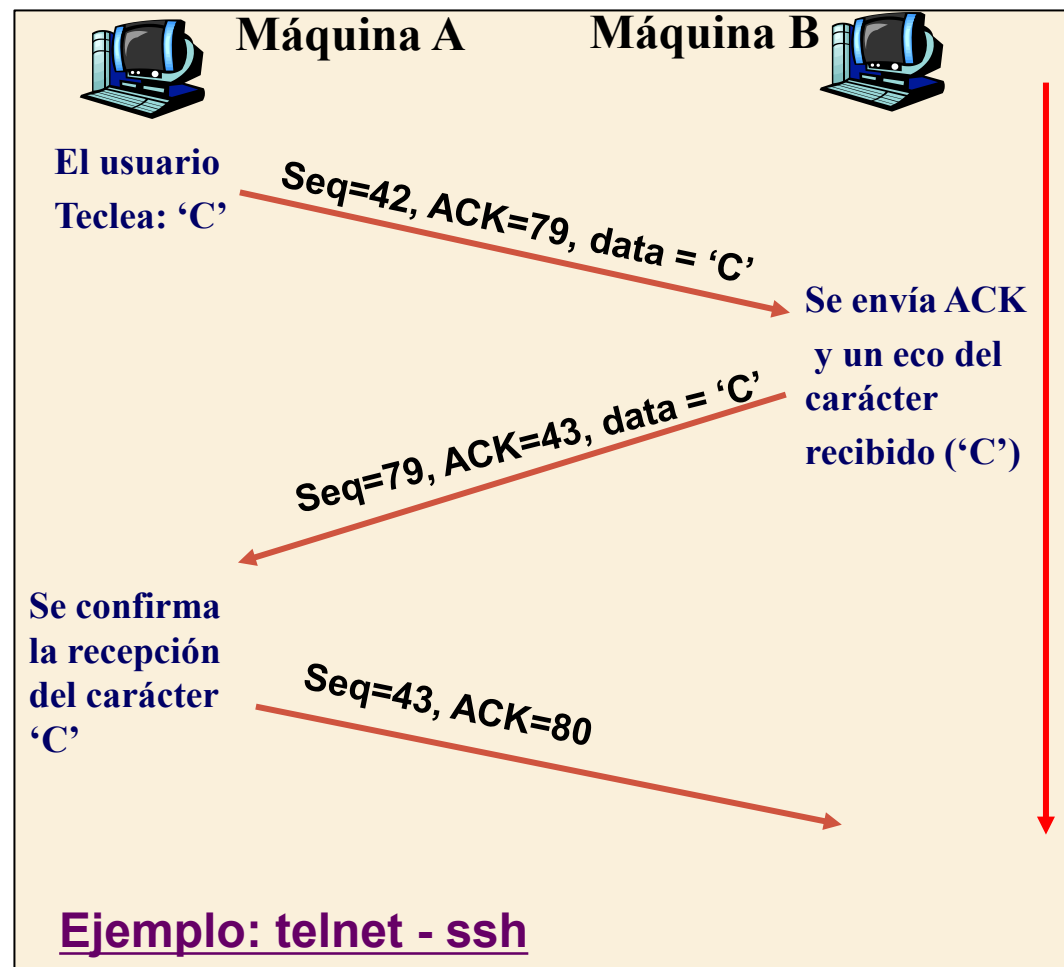 Máquina A
Máquina B
El usuario
Teclea: ‘C’
Seq=42, ACK=79, data = ‘C’
Se envía ACK
y un eco del
carácter
recibido (‘C’)
Seq=79, ACK=43, data = ‘C’
Se confirma
la recepción
del carácter
‘C’
Seq=43, ACK=80
Ejemplo: telnet - ssh